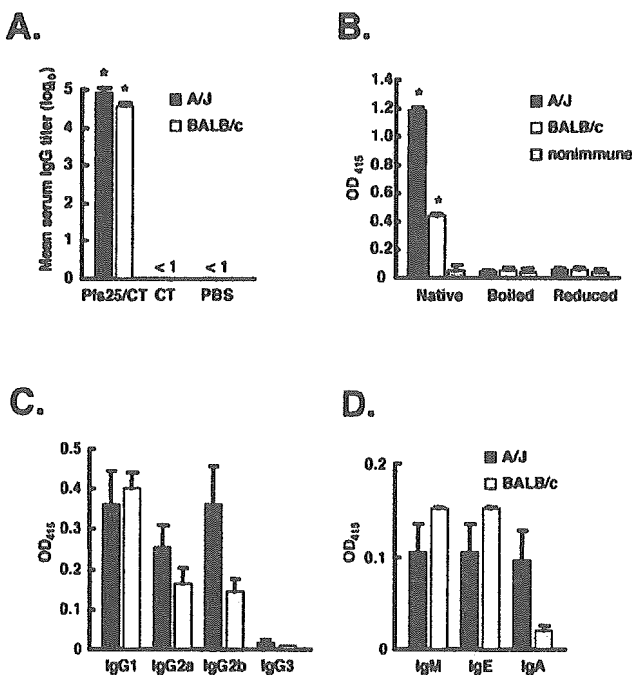 A.
Mean serum IgG titer
5
4
3
2
1
0
* *
A/J
BALB/c
< 1 < 1
Pfs25/CT CT PBS
B.
OD415
1.4
1.2
1.0
0.8
0.6
0.4
0.2
0
*
*
A/J
BALB/c
nonimmune
Native Boiled Reduced
C.
OD415
0.5
0.4
0.3
0.2
0.1
0
IgG1 IgG2a IgG2b IgG3
D.
OD415
0.2
0.1
0
A/J
BALB/c
IgM IgE IgA